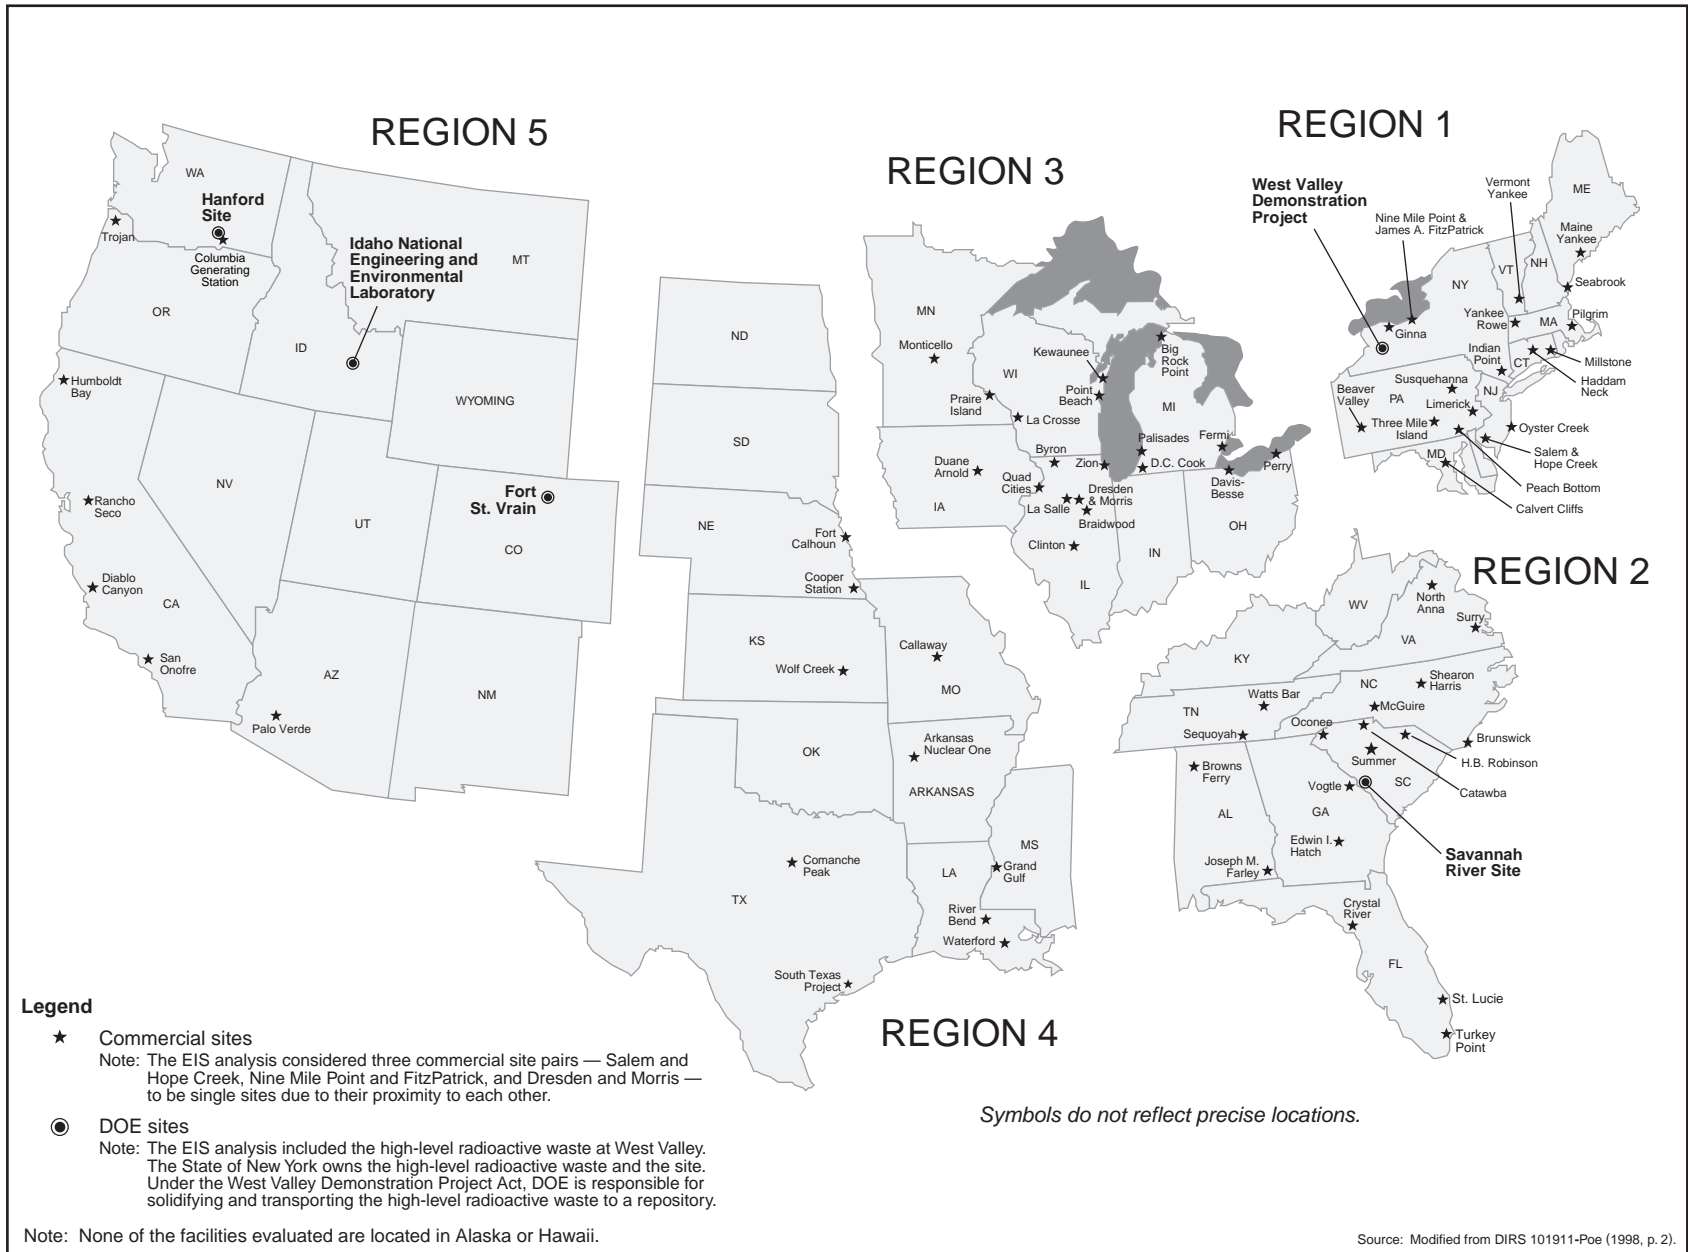 REGION 5
WA
Hanford
Site
Trojan
Columbia
Generating
Station
Idaho National
Engineering and
Environmental
Laboratory
MT
OR
ID
Humboldt
Bay
WYOMING
NV
Rancho
Seco
Fort
St. Vrain
UT
CO
Diablo
Canyon
CA
San
Onofre
AZ
NM
Palo Verde
REGION 3
MN
Monticello
Kewaunee
Big
Rock
Point
WI
Point
Beach
Praire
Island
MI
La Crosse
Palisades
Fermi
Byron
Duane
Arnold
Zion
D.C. Cook
Perry
Quad
Cities
Davis-
Besse
Dresden
& Morris
IA
La Salle
Braidwood
OH
Clinton
IN
IL
REGION 1
West Valley
Demonstration
Project
Vermont
Yankee
Nine Mile Point &
James A. FitzPatrick
ME
Maine
Yankee
VT
NH
NY
Seabrook
Yankee
Rowe
MA
Pilgrim
Ginna
Indian
Point
CT
Millstone
Haddam
Neck
Susquehanna
NJ
Beaver
Valley
PA
Limerick
Three Mile
Island
Oyster Creek
MD
Salem &
Hope Creek
Peach Bottom
Calvert Cliffs
REGION 2
WV
North
Anna
Surry
VA
KY
NC
Shearon
Harris
Watts Bar
TN
McGuire
Oconee
Sequoyah
Brunswick
H.B. Robinson
Summer
Browns
Ferry
SC
Catawba
Vogtle
AL
GA
Edwin I.
Hatch
Savannah
River Site
Joseph M.
Farley
Crystal
River
FL
St. Lucie
Turkey
Point
ND
SD
NE
Fort
Calhoun
Cooper
Station
KS
Callaway
Wolf Creek
MO
OK
Arkansas
Nuclear One
ARKANSAS
MS
Comanche
Peak
LA
Grand
Gulf
TX
River
Bend
Waterford
South Texas
Project
REGION 4
Legend
Commercial sites
Note: The EIS analysis considered three commercial site pairs — Salem and
Hope Creek, Nine Mile Point and FitzPatrick, and Dresden and Morris —
to be single sites due to their proximity to each other.
DOE sites
Note: The EIS analysis included the high-level radioactive waste at West Valley.
The State of New York owns the high-level radioactive waste and the site.
Under the West Valley Demonstration Project Act, DOE is responsible for
solidifying and transporting the high-level radioactive waste to a repository.
Symbols do not reflect precise locations.
Note: None of the facilities evaluated are located in Alaska or Hawaii.
Source: Modified from DIRS 101911-Poe (1998, p. 2).